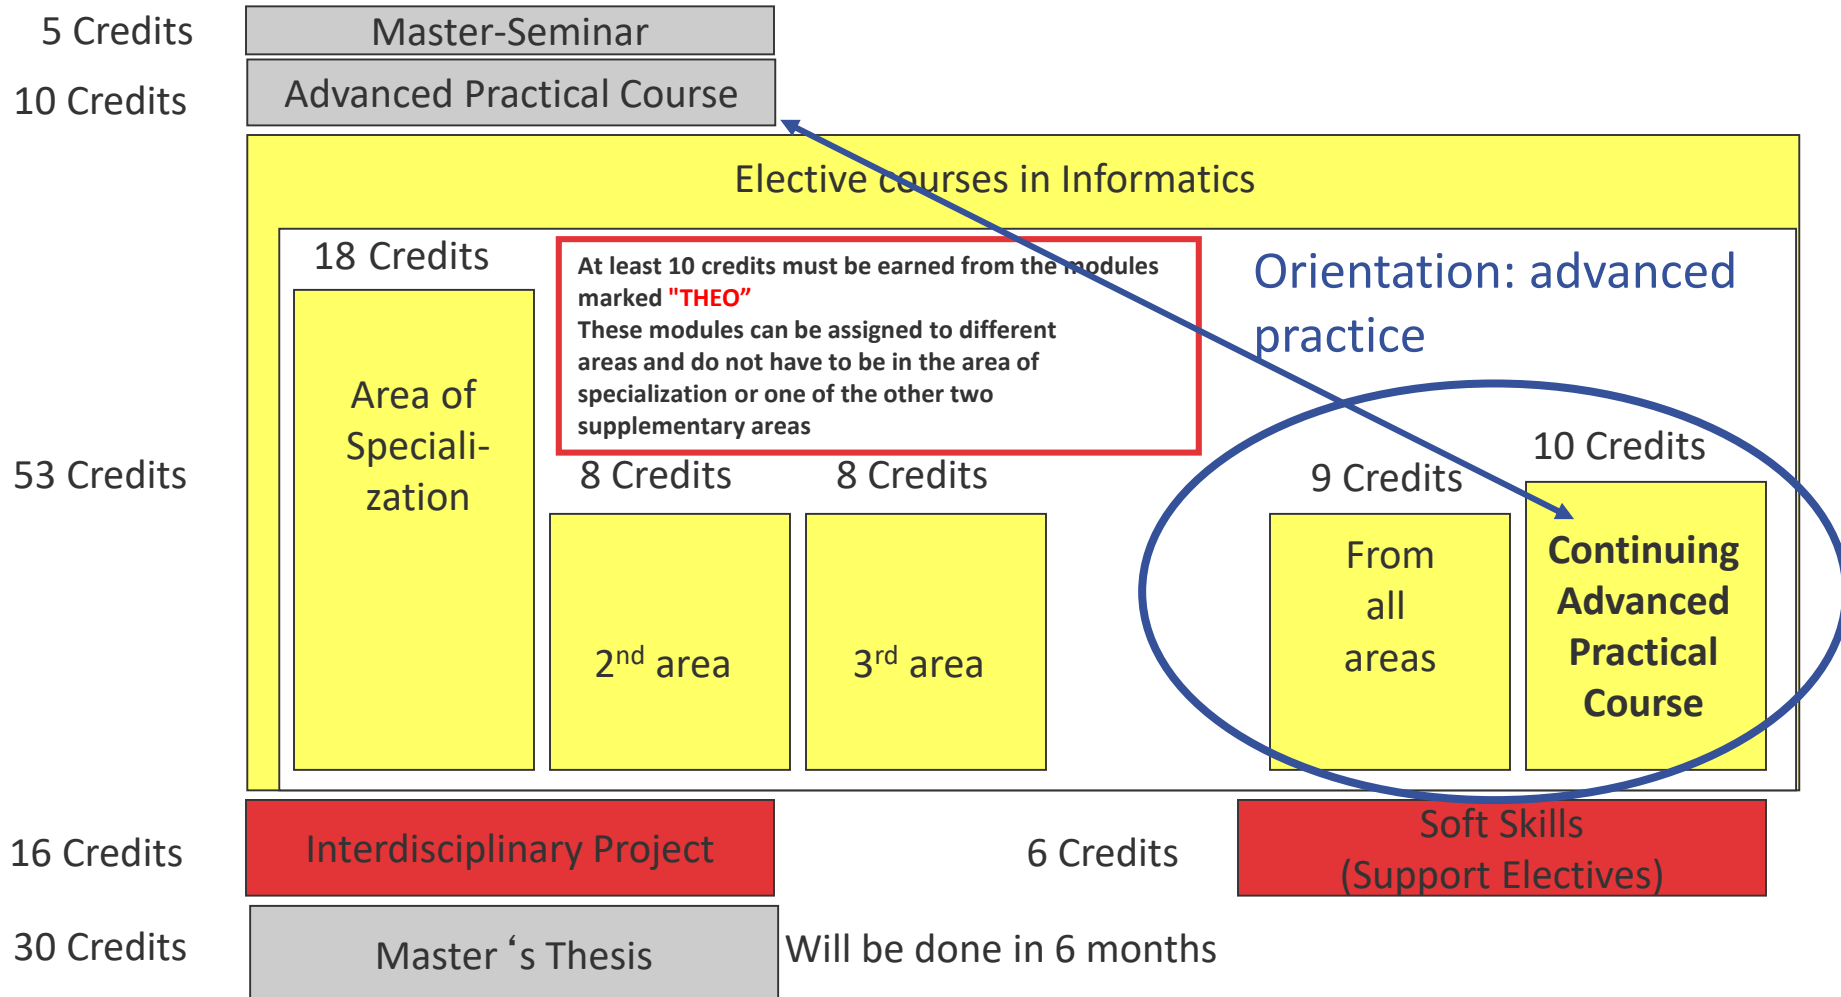 5 Credits
Master-Seminar
10 Credits
Advanced Practical Course
Elective courses in Informatics
53 Credits
18 Credits
Area of
Speciali-
zation
At least 10 credits must be earned from the modules
marked "THEO”
These modules can be assigned to different
areas and do not have to be in the area of
specialization or one of the other two
supplementary areas
8 Credits
2nd area
8 Credits
3rd area
Orientation: advanced
practice
9 Credits
From
all
areas
10 Credits
Continuing
Advanced
Practical
Course
16 Credits
Interdisciplinary Project
6 Credits
Soft Skills
(Support Electives)
30 Credits
Master ‘s Thesis
Will be done in 6 months